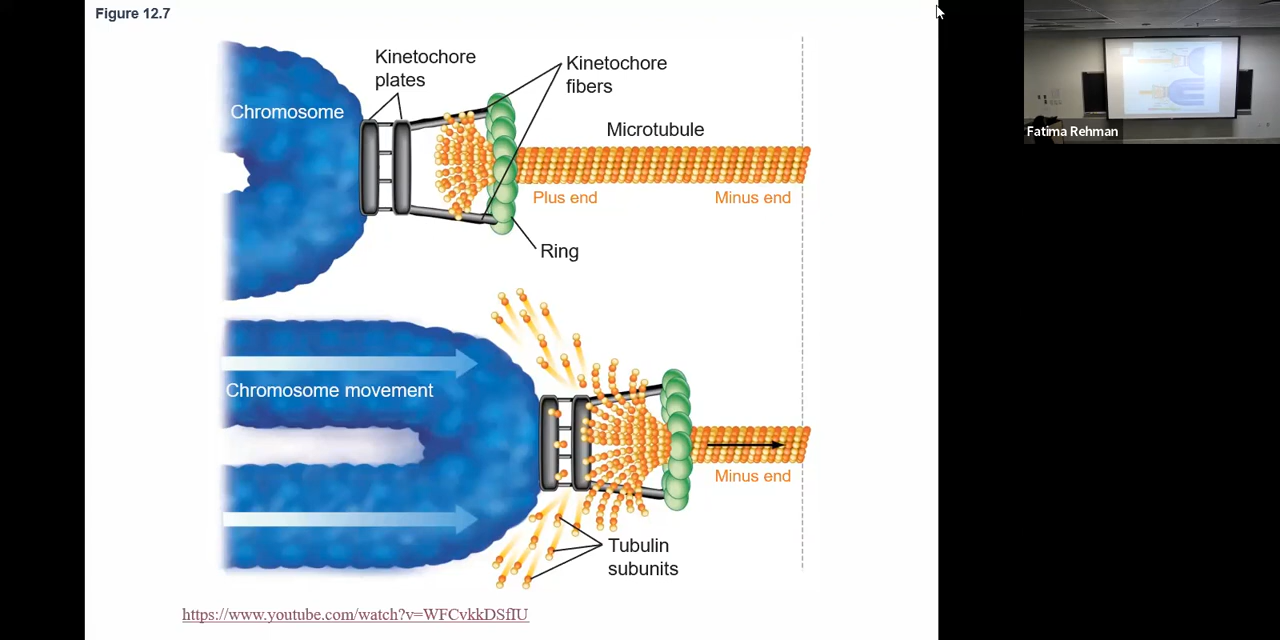 Figure 12.7
Kinetochore
plates
Kinetochore
fibers
Chromosome
Microtubule
Plus end
Minus end
Ring
Chromosome movement
Minus end
Tubulin
subunits
https://www.youtube.com/watch?v=WFCvkkDSfIU
Fatima Rehman